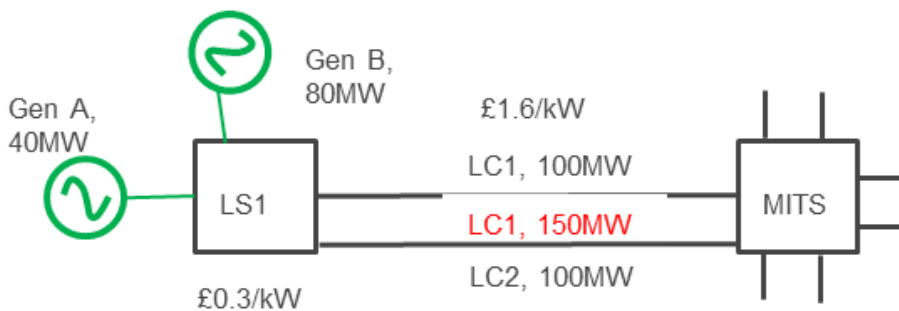 Gen B,
80MW
Gen A,
40MW
£1.6/kW
LC1, 100MW
LS1
MITS
LC1, 150MW
LC2, 100MW
£0.3/kW